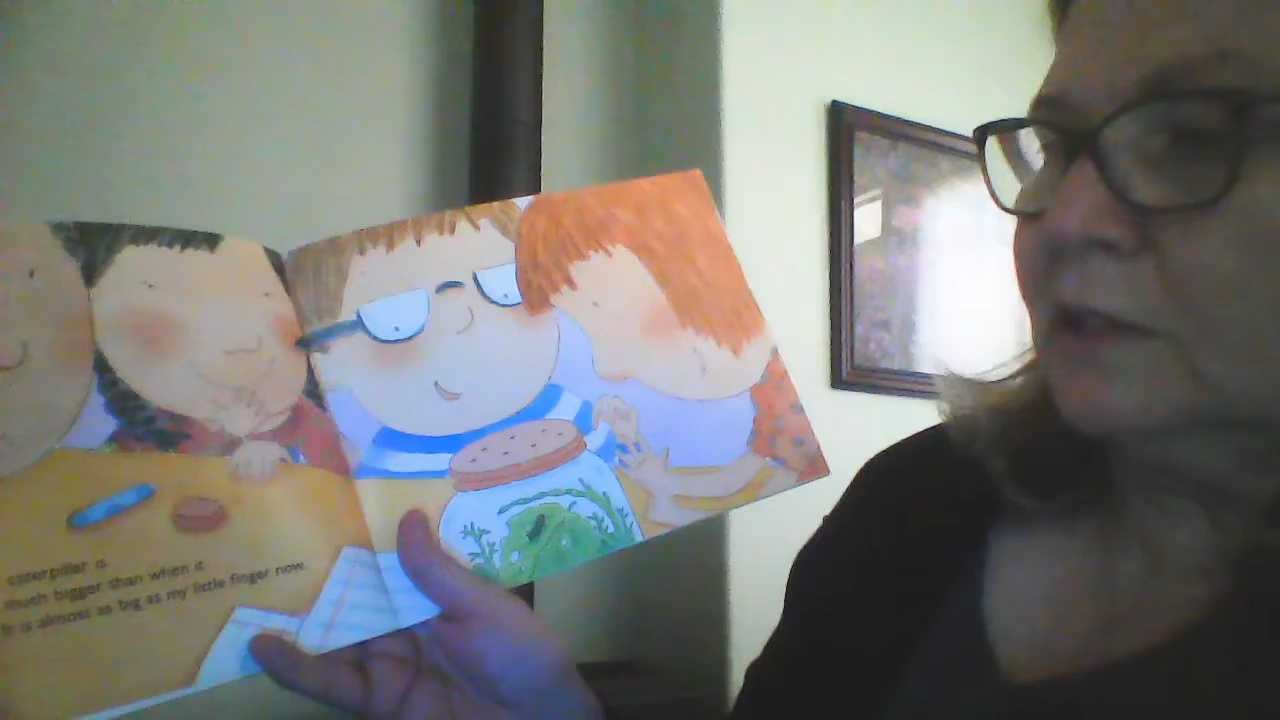 caterpillar is
much bigger than when it
It is almost as big as my little finger now.